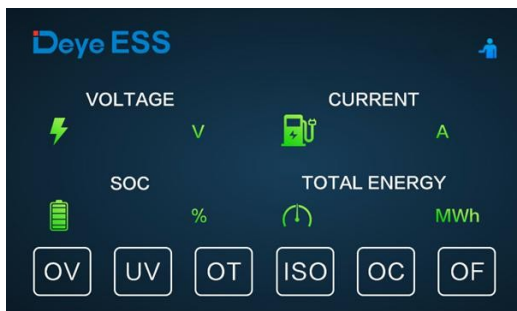 Deye ESS
VOLTAGE CURRENT
V A
SOC TOTAL ENERGY
% MWh
OV UV OT ISO OC OF